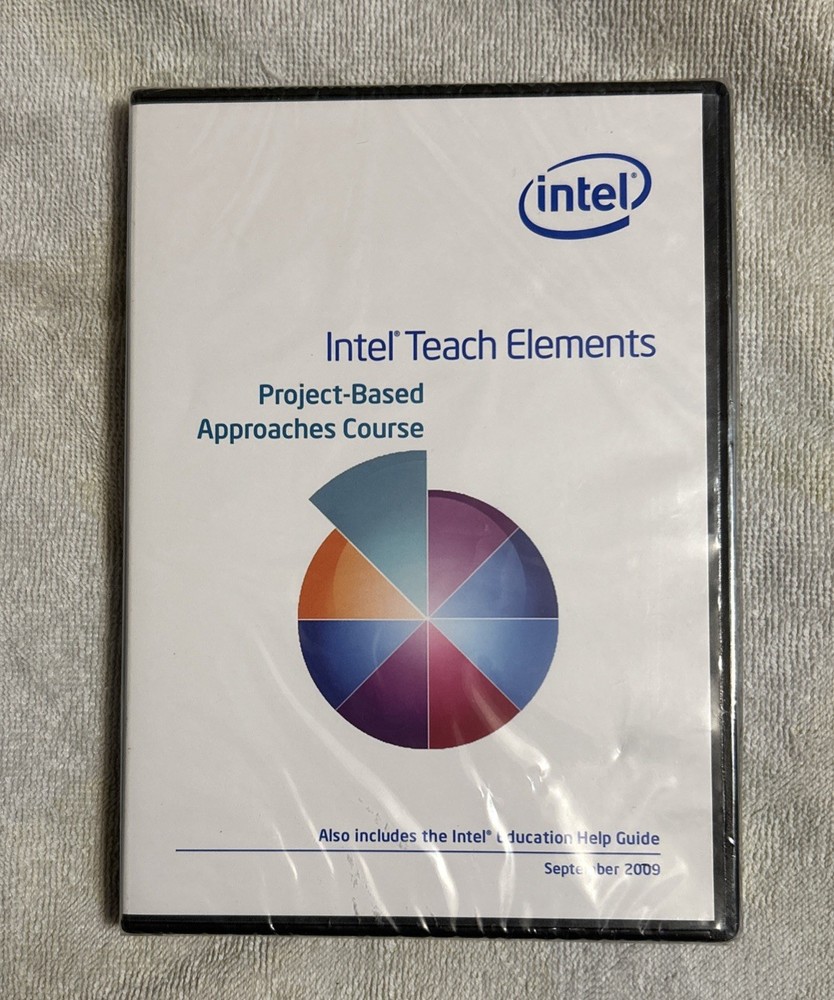 intel®
Intel® Teach Elements
Project-Based
Approaches Course
Also includes the Intel® Education Help Guide
September 2009